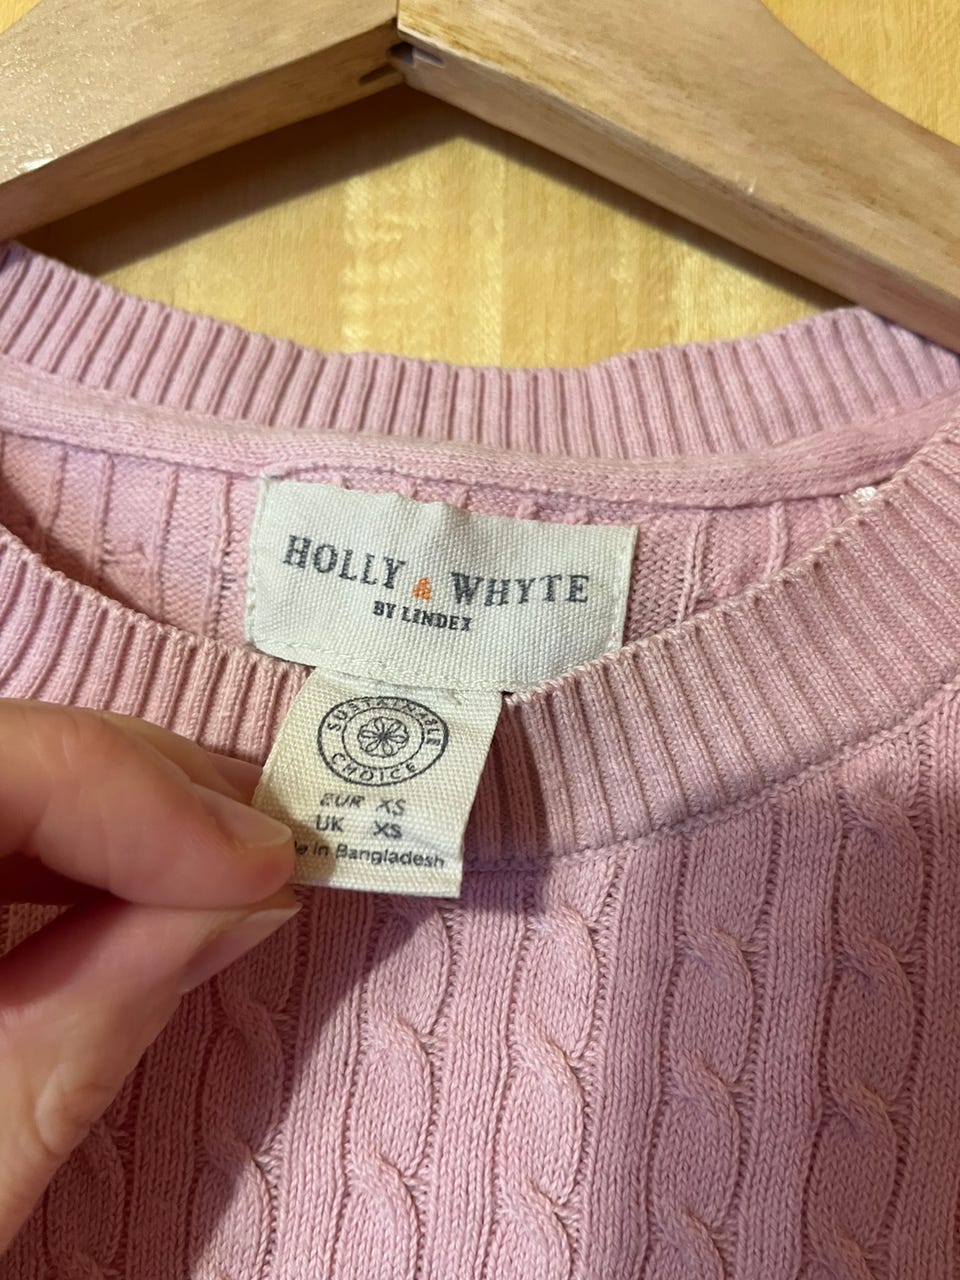 HOLLY & WHYTE
BY LINDEX
SUSTAINABLE
CHOICE
EUR XS
UK XS
in Bangladesh